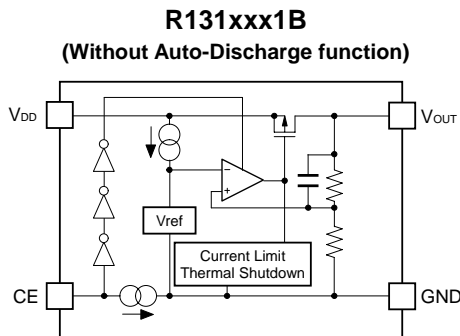 R131xxx1B
(Without Auto-Discharge function)
VDD
VOUT
−
+
Vref
Current Limit
Thermal Shutdown
CE
GND